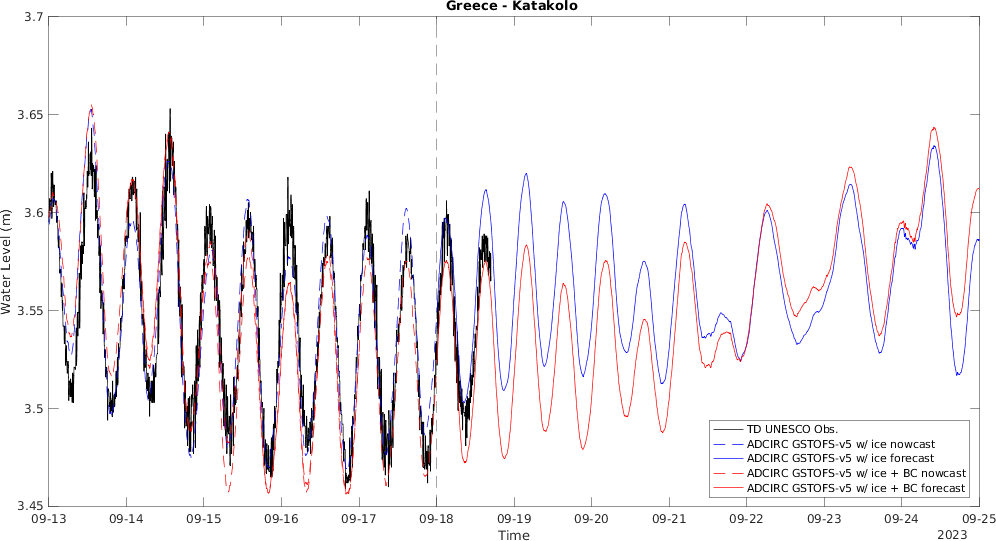 Greece - Katakolo
3.7
3.65
3.6
3.55
3.5
3.45
Water Level (m)
09-13 09-14 09-15 09-16 09-17 09-18 09-19 09-20 09-21 09-22 09-23 09-24 09-25
Time
2023
TD UNESCO Obs.
ADCIRC GSTOFS-v5 w/ ice nowcast
ADCIRC GSTOFS-v5 w/ ice forecast
ADCIRC GSTOFS-v5 w/ ice + BC nowcast
ADCIRC GSTOFS-v5 w/ ice + BC forecast